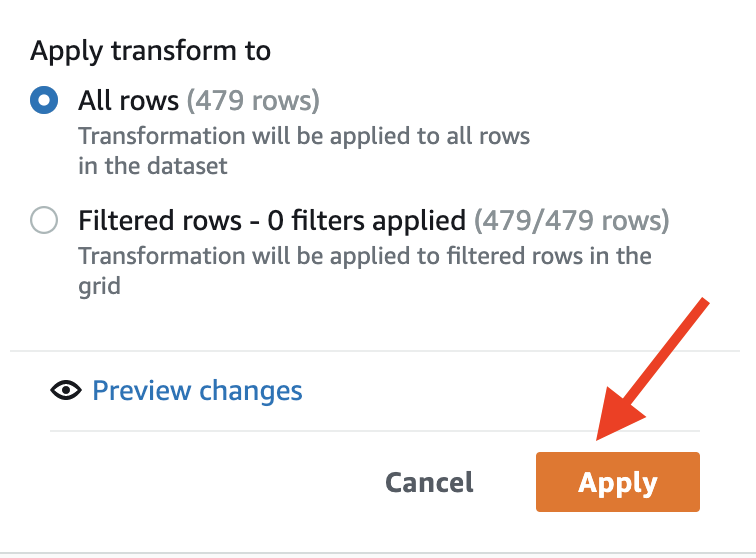 Apply transform to
All rows (479 rows)
Transformation will be applied to all rows
in the dataset
Filtered rows - 0 filters applied (479/479 rows)
Transformation will be applied to filtered rows in the
grid
Preview changes
Cancel
Apply